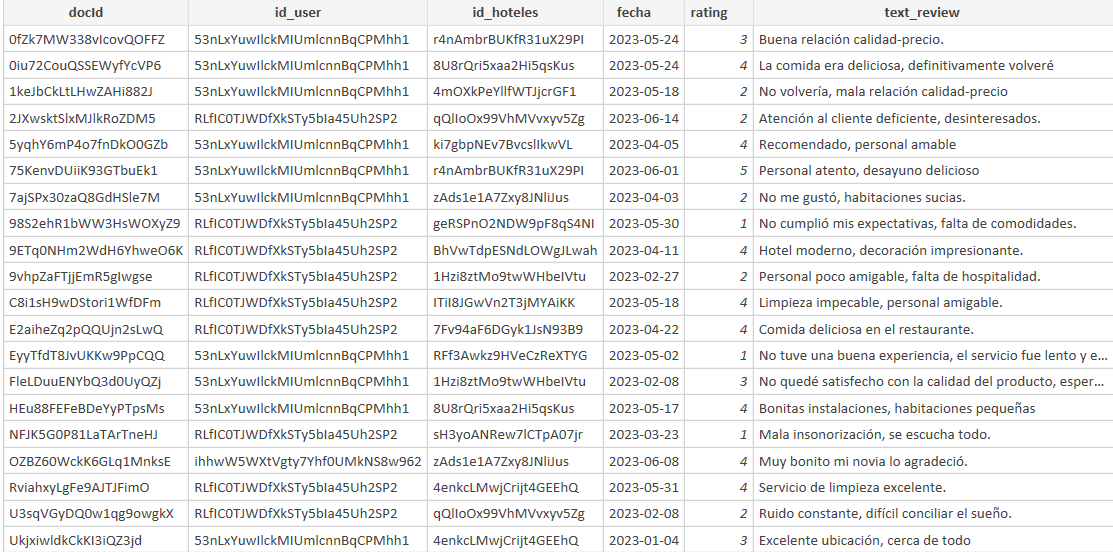 docId id_user id_hoteles fecha rating text_review
0fZk7MW338vIcovQOFFZ 53nLxYuwIlckMIUmlcnnBqCPMhh1 r4nAmbrBUKfR31uX29PI 2023-05-24 3 Buena relación calidad-precio.
0iu72CouQSSEWyfYcVP6 53nLxYuwIlckMIUmlcnnBqCPMhh1 8U8rQri5xaa2Hi5qsKus 2023-05-24 4 La comida era deliciosa, definitivamente volveré
1keJbCkLtLHwZAHi882J 53nLxYuwIlckMIUmlcnnBqCPMhh1 4mOXkPeYllfWTJjcrGF1 2023-05-18 2 No volvería, mala relación calidad-precio
2JXwsktSlxMJlkRoZDM5 RLfIC0TJWDfXkSTy5bIa45Uh2SP2 qQlIoOx99VhMVvxyv5Zg 2023-06-14 2 Atención al cliente deficiente, desinteresados.
5yqhY6mP4o7fnDkO0GZb 53nLxYuwIlckMIUmlcnnBqCPMhh1 ki7gbpNEv7BvcslIkwVL 2023-04-05 4 Recomendado, personal amable
75KenvDUiiK93GTbuEk1 53nLxYuwIlckMIUmlcnnBqCPMhh1 r4nAmbrBUKfR31uX29PI 2023-06-01 5 Personal atento, desayuno delicioso
7ajSPx30zaQ8GdHSle7M 53nLxYuwIlckMIUmlcnnBqCPMhh1 zAds1e1A7Zxy8JNliJus 2023-04-03 2 No me gustó, habitaciones sucias.
98S2ehR1bWW3HsWOXyZ9 RLfIC0TJWDfXkSTy5bIa45Uh2SP2 geRSPnO2NDW9pF8qS4NI 2023-05-30 1 No cumplió mis expectativas, falta de comodidades.
9ETq0NHm2WdH6YhweO6K RLfIC0TJWDfXkSTy5bIa45Uh2SP2 BhVwTdpESNdLOWgJLwah 2023-04-11 4 Hotel moderno, decoración impresionante.
9vhpZaFTjjEmR5gIwgse RLfIC0TJWDfXkSTy5bIa45Uh2SP2 1Hzi8ztMo9twWHbeIVtu 2023-02-27 2 Personal poco amigable, falta de hospitalidad.
C8i1sH9wDStori1WfDFm RLfIC0TJWDfXkSTy5bIa45Uh2SP2 ITiI8JGwVn2T3jMYAiKK 2023-05-18 4 Limpieza impecable, personal amigable.
E2aiheZq2pQQUjn2sLwQ RLfIC0TJWDfXkSTy5bIa45Uh2SP2 7Fv94aF6DGyk1JsN93B9 2023-04-22 4 Comida deliciosa en el restaurante.
EyyTfdT8JvUKKw9PpCQQ 53nLxYuwIlckMIUmlcnnBqCPMhh1 RFf3Awkz9HVeCzReXTYG 2023-05-02 1 No tuve una buena experiencia, el servicio fue lento y e...
FleLDuuENYbQ3d0UyQZj 53nLxYuwIlckMIUmlcnnBqCPMhh1 1Hzi8ztMo9twWHbeIVtu 2023-02-08 3 No quedé satisfecho con la calidad del producto, esper...
HEu88FEFeBDeYyPTpsMs 53nLxYuwIlckMIUmlcnnBqCPMhh1 8U8rQri5xaa2Hi5qsKus 2023-05-17 4 Bonitas instalaciones, habitaciones pequeñas
NFJK5G0P81LaTArTneHJ RLfIC0TJWDfXkSTy5bIa45Uh2SP2 sH3yoANRew7lCTpA07jr 2023-03-23 1 Mala insonorización, se escucha todo.
OZBZ60WckK6GLq1MnksE ihhwW5WXtVgty7Yhf0UMkNS8w962 zAds1e1A7Zxy8JNliJus 2023-06-08 4 Muy bonito mi novia lo agradeció.
RviahxyLgFe9AJTJFimO RLfIC0TJWDfXkSTy5bIa45Uh2SP2 4enkcLMwjCrijt4GEEhQ 2023-05-31 4 Servicio de limpieza excelente.
U3sqVGyDQ0w1qg9owgkX RLfIC0TJWDfXkSTy5bIa45Uh2SP2 qQlIoOx99VhMVvxyv5Zg 2023-02-08 2 Ruido constante, difícil conciliar el sueño.
UkjxiwldkCkKI3iQZ3jd 53nLxYuwIlckMIUmlcnnBqCPMhh1 4enkcLMwjCrijt4GEEhQ 2023-01-04 3 Excelente ubicación, cerca de todo